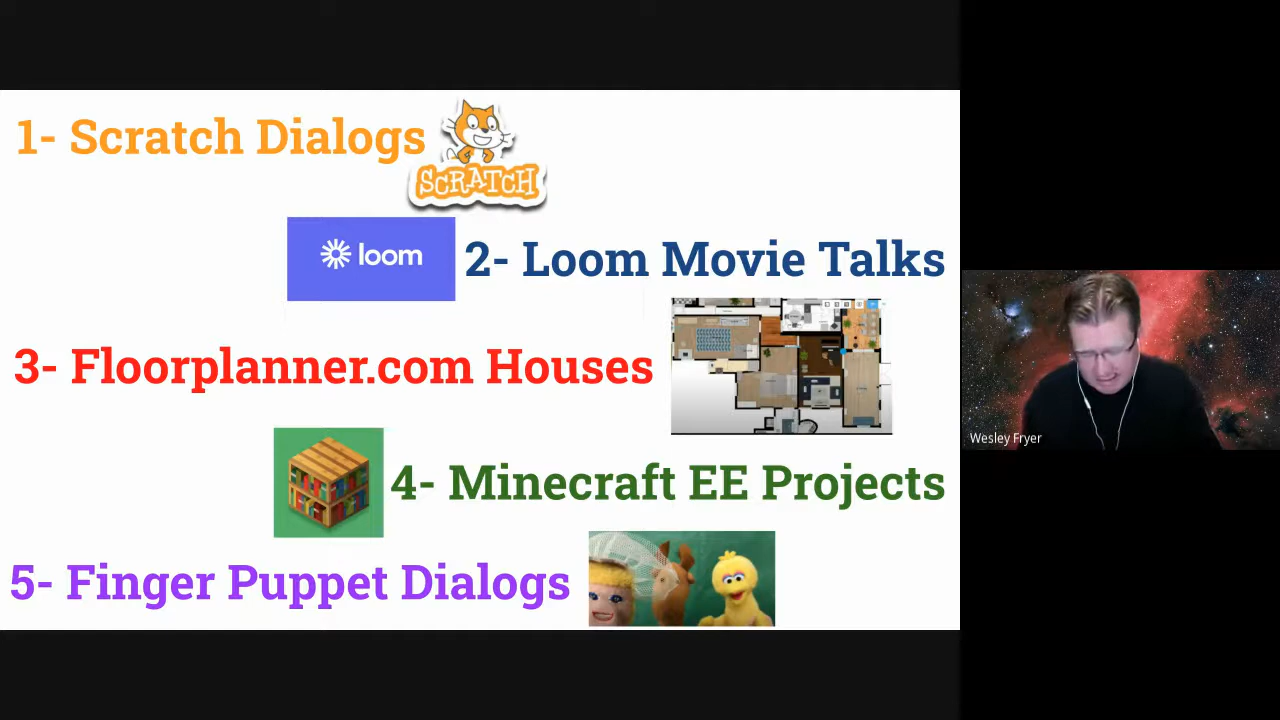 1- Scratch Dialogs
SCRATCH
loom
2- Loom Movie Talks
3- Floorplanner.com Houses
4- Minecraft EE Projects
5- Finger Puppet Dialogs
Wesley Fryer